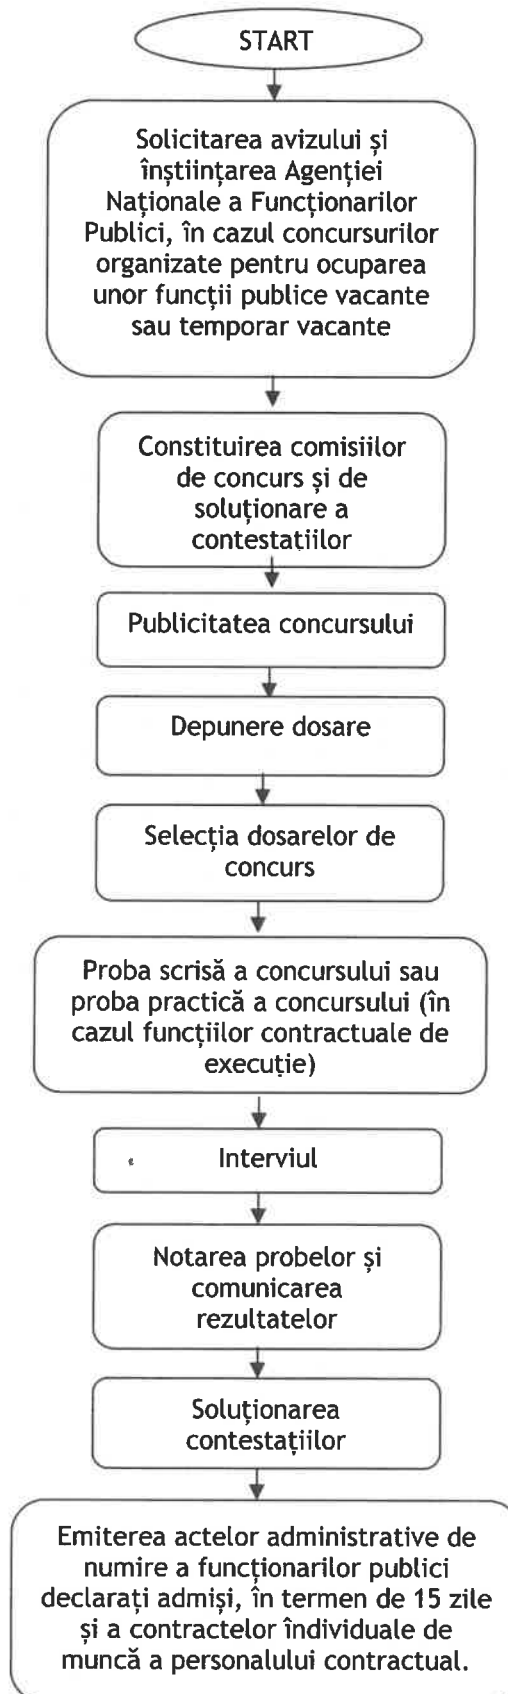 START
Solicitarea avizului și
înștiințarea Agenției
Naționale a Funcționarilor
Publici, în cazul concursurilor
organizate pentru ocuparea
unor funcții publice vacante
sau temporar vacante
Constituirea comisiilor
de concurs și de
soluționare a
contestațiilor
Publicitatea concursului
Depunere dosare
Selecția dosarelor de
concurs
Proba scrisă a concursului sau
proba practică a concursului (în
cazul funcțiilor contractuale de
execuție)
Interviul
Notarea probelor și
comunicarea
rezultatelor
Soluționarea
contestațiilor
Emiterea actelor administrative de
numire a funcționarilor publici
declarați admiși, în termen de 15 zile
și a contractelor îndividuale de
muncă a personalului contractual.